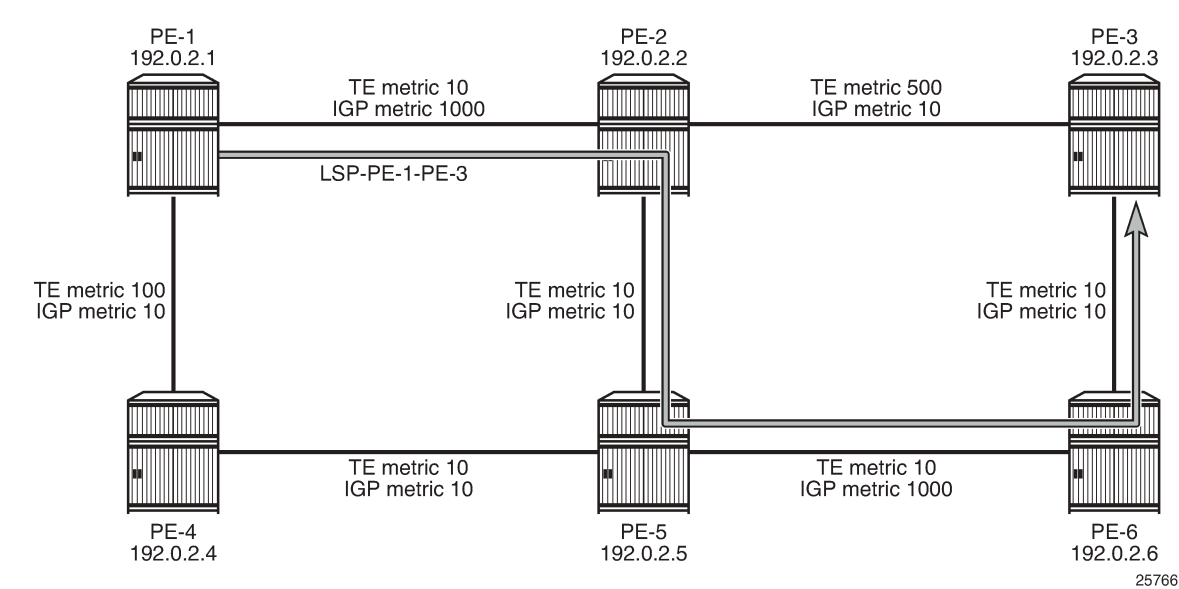 PE-1
192.0.2.1
PE-2
192.0.2.2
PE-3
192.0.2.3
TE metric 10
IGP metric 1000
TE metric 500
IGP metric 10
LSP-PE-1-PE-3
TE metric 100
IGP metric 10
TE metric 10
IGP metric 10
TE metric 10
IGP metric 10
TE metric 10
IGP metric 10
TE metric 10
IGP metric 1000
PE-4
192.0.2.4
PE-5
192.0.2.5
PE-6
192.0.2.6
25766